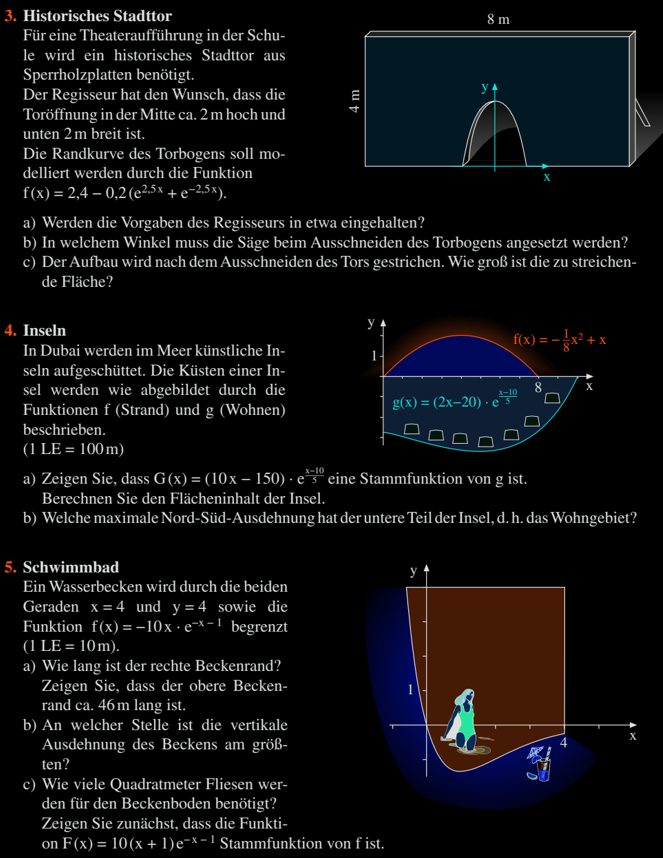 3. Historisches Stadttor
Für eine Theateraufführung in der Schu-
le wird ein historisches Stadttor aus
Sperrholzplatten benötigt.
Der Regisseur hat den Wunsch, dass die
Toröffnung in der Mitte ca. 2 m hoch und
unten 2 m breit ist.
Die Randkurve des Torbogens soll mo-
delliert werden durch die Funktion
f(x) = 2,4 − 0,2 (e^{2,5x} + e^{−2,5x}).
8 m
4 m
y
x
a) Werden die Vorgaben des Regisseurs in etwa eingehalten?
b) In welchem Winkel muss die Säge beim Ausschneiden des Torbogens angesetzt werden?
c) Der Aufbau wird nach dem Ausschneiden des Tors gestrichen. Wie groß ist die zu streichen-
de Fläche?
4. Inseln
In Dubai werden im Meer künstliche In-
seln aufgeschüttet. Die Küsten einer In-
sel werden wie abgebildet durch die
Funktionen f (Strand) und g (Wohnen)
beschrieben.
(1 LE = 100 m)
y
f(x) = −\frac{1}{8}x² + x
1
8
x
g(x) = (2x−20) · e^{\frac{x−10}{5}}
a) Zeigen Sie, dass G(x) = (10x − 150) · e^{\frac{x−10}{5}} eine Stammfunktion von g ist.
Berechnen Sie den Flächeninhalt der Insel.
b) Welche maximale Nord-Süd-Ausdehnung hat der untere Teil der Insel, d. h. das Wohngebiet?
5. Schwimmbad
Ein Wasserbecken wird durch die beiden
Geraden x = 4 und y = 4 sowie die
Funktion f(x) = −10x · e^{−x−1} begrenzt
(1 LE = 10 m).
a) Wie lang ist der rechte Beckenrand?
Zeigen Sie, dass der obere Becken-
rand ca. 46 m lang ist.
b) An welcher Stelle ist die vertikale
Ausdehnung des Beckens am größ-
ten?
c) Wie viele Quadratmeter Fliesen wer-
den für den Beckenboden benötigt?
Zeigen Sie zunächst, dass die Funkti-
on F(x) = 10(x + 1)e^{−x−1} Stammfunktion von f ist.
y
1
4
x